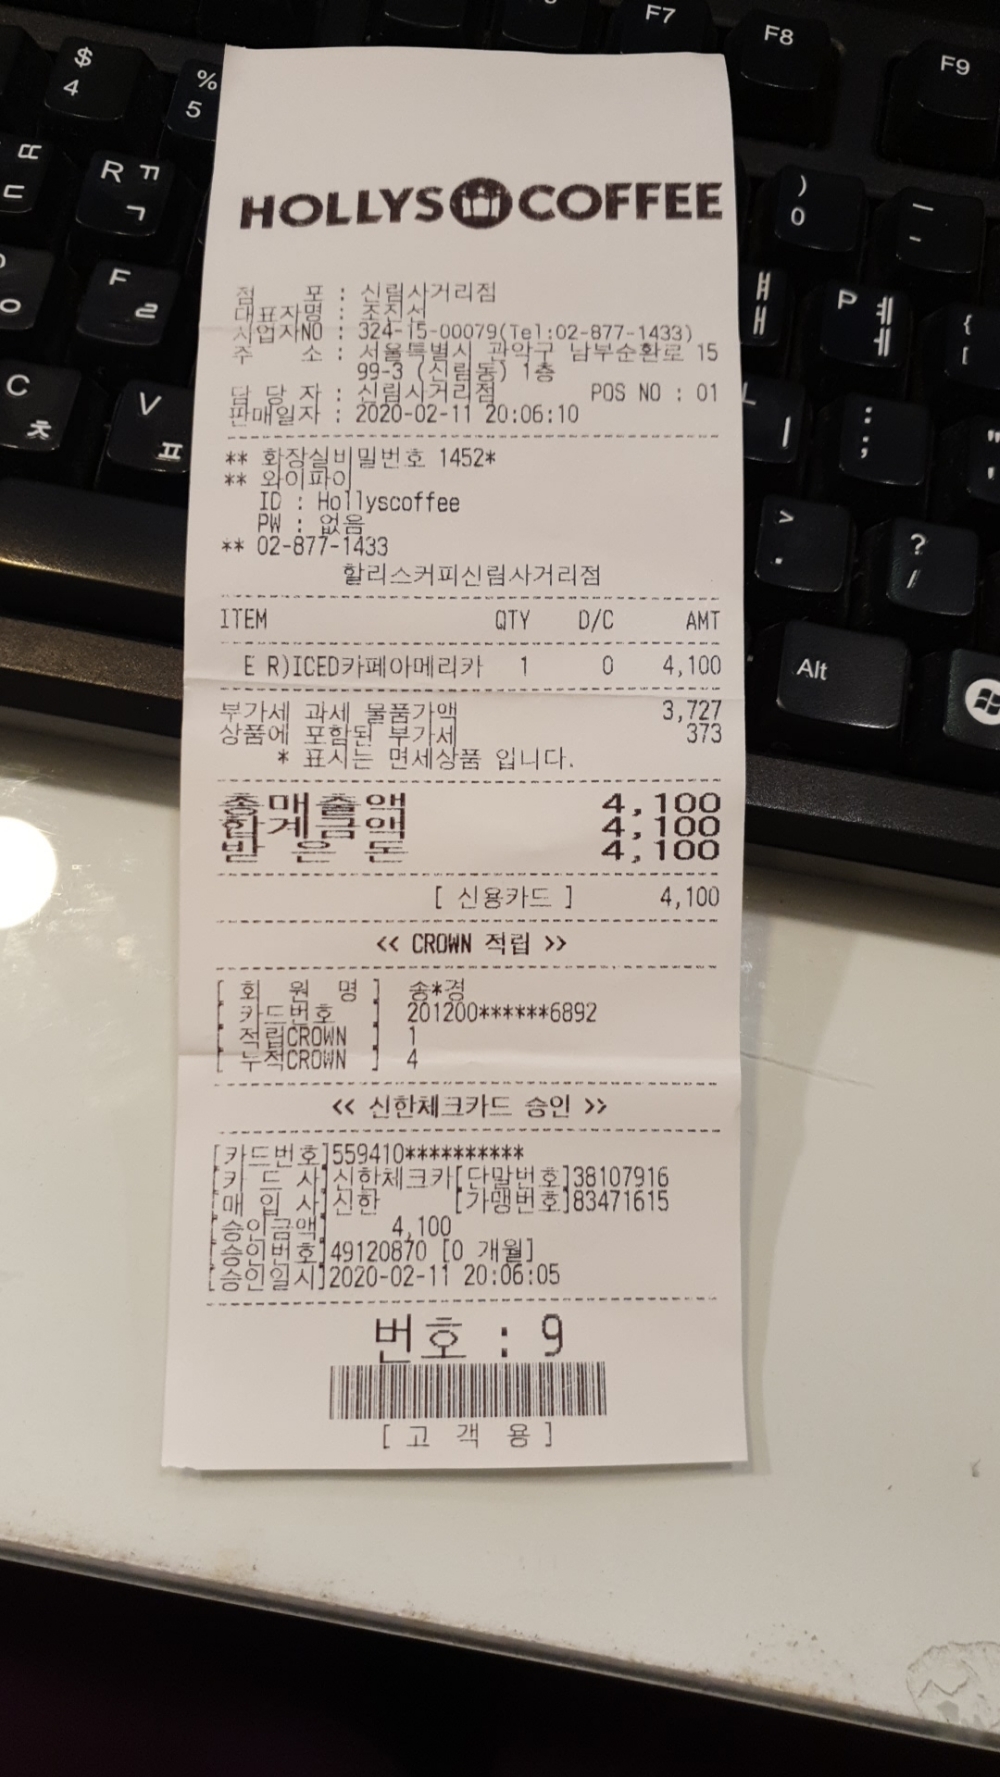 HOLLYS COFFEE
점 포 : 신림사거리점
대표자명 : 조진선
사업자NO : 324-15-00079(Tel:02-877-1433)
주 소 : 서울특별시 관악구 남부순환로 15
99-3 (신림동) 1층
담 당 자 : 신림사거리점 POS NO : 01
판매일자 : 2020-02-11 20:06:10
** 화장실비밀번호 1452*
** 와이파이
ID : Hollyscoffee
PW : 없음
** 02-877-1433
할리스커피신림사거리점
ITEM QTY D/C AMT
E R)ICED카페아메리카 1 0 4,100
부가세 과세 물품가액 3,727
상품에 포함된 부가세 373
* 표시는 면세상품 입니다.
총매출액 4,100
합계금액 4,100
받 은 돈 4,100
[ 신용카드 ] 4,100
<< CROWN 적립 >>
[ 회 원 명 ] 송*경
[ 카드번호 ] 201200******6892
[ 적립CROWN ] 1
[ 누적CROWN ] 4
<< 신한체크카드 승인 >>
[카드번호]559410**********
[카 드 사]신한체크카[단말번호]38107916
[매 입 사]신한 [가맹번호]83471615
[승인금액] 4,100
[승인번호]49120870 [0 개월]
[승인일시]2020-02-11 20:06:05
번호 : 9
[ 고 객 용 ]
$
4
%
5
F7
F8
F9
ㄸ
ㄷ
R ㄲ
ㄱ
)
0
_
-
F
ㄹ
ㅒ
ㅐ
P ㅖ
ㅔ
{
[
C
ㅊ
V
ㅍ
L
ㅣ
:
;
"
>
.
?
/
Alt